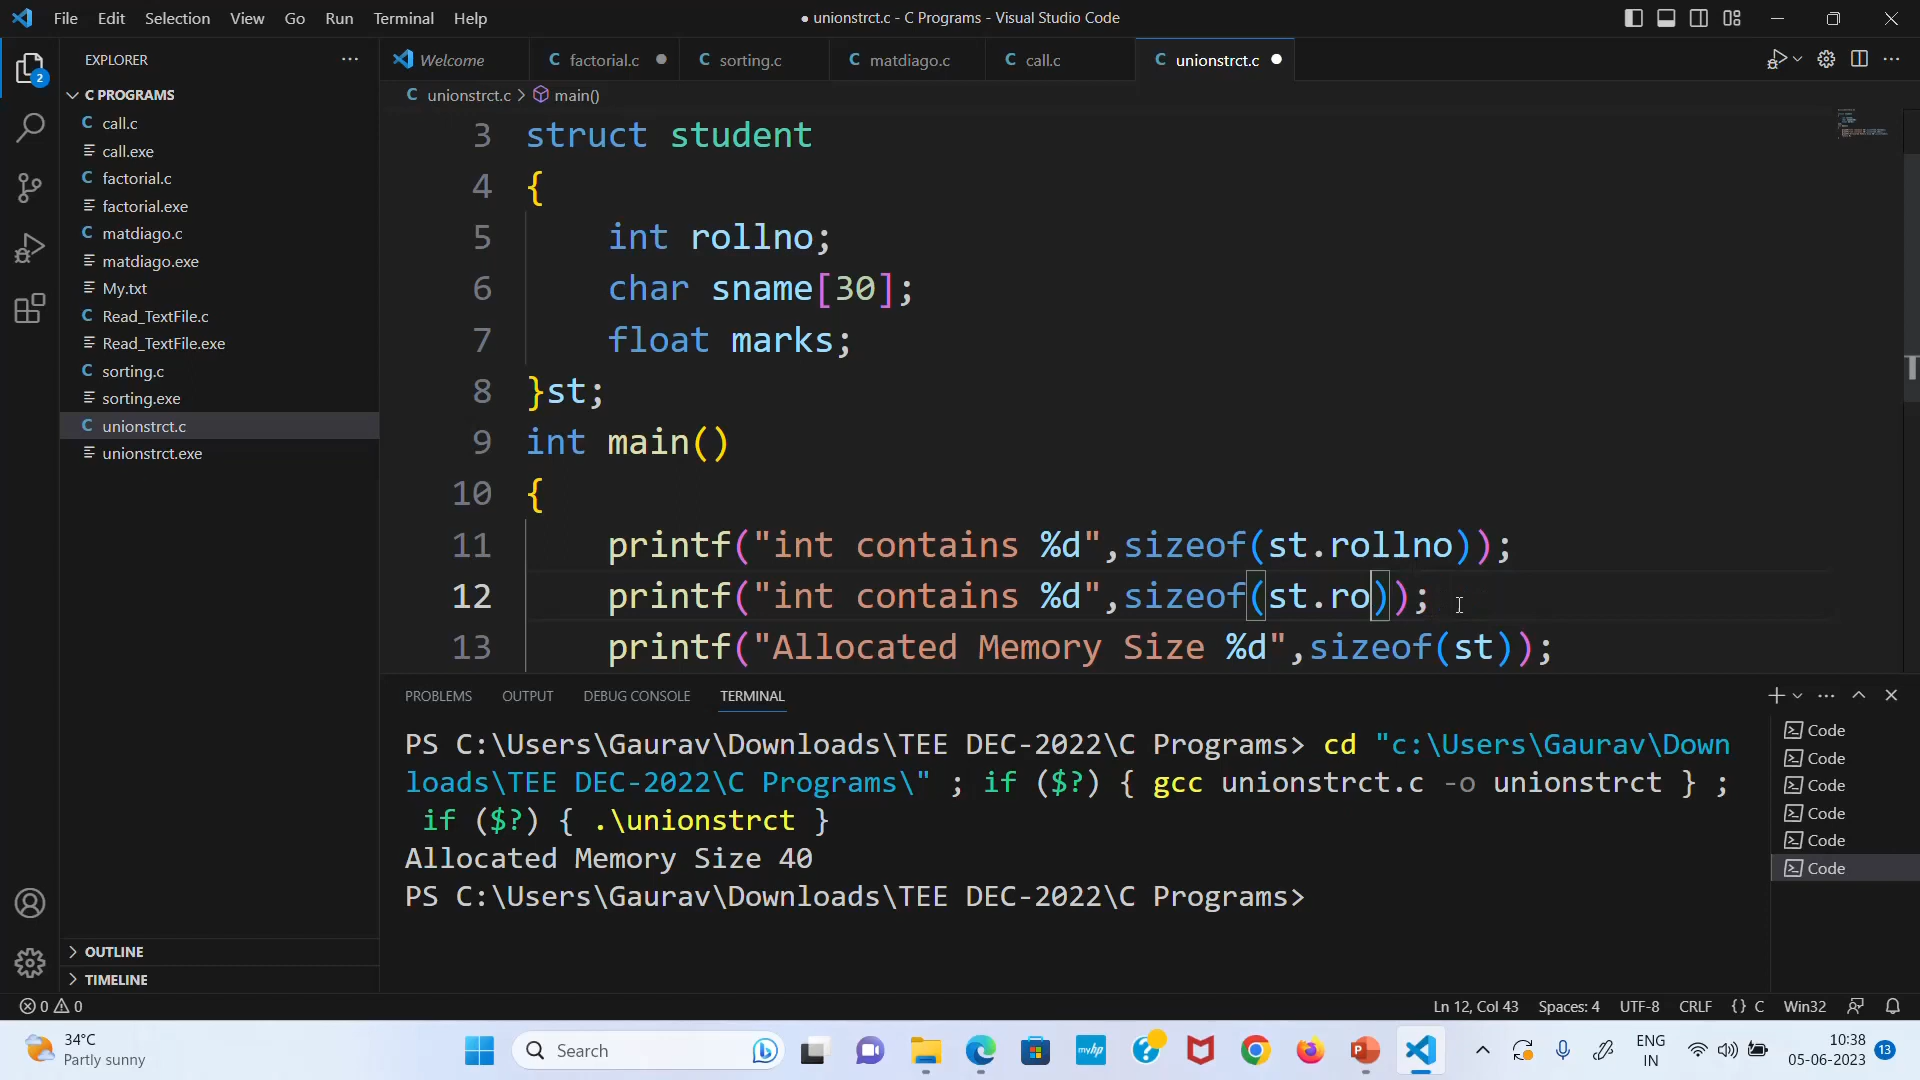 File Edit Selection View Go Run Terminal Help
● unionstrct.c - C Programs - Visual Studio Code
EXPLORER
C PROGRAMS
C call.c
call.exe
C factorial.c
factorial.exe
C matdiago.c
matdiago.exe
My.txt
C Read_TextFile.c
Read_TextFile.exe
C sorting.c
sorting.exe
C unionstrct.c
unionstrct.exe
OUTLINE
TIMELINE
2
Welcome C factorial.c ● C sorting.c C matdiago.c C call.c C unionstrct.c ●
C unionstrct.c > main()
3 struct student
4 {
5 int rollno;
6 char sname[30];
7 float marks;
8 }st;
9 int main()
10 {
11 printf("int contains %d",sizeof(st.rollno));
12 printf("int contains %d",sizeof(st.ro));
13 printf("Allocated Memory Size %d",sizeof(st));
PROBLEMS OUTPUT DEBUG CONSOLE TERMINAL
PS C:\Users\Gaurav\Downloads\TEE DEC-2022\C Programs> cd "c:\Users\Gaurav\Down
loads\TEE DEC-2022\C Programs\" ; if ($?) { gcc unionstrct.c -o unionstrct } ;
if ($?) { .\unionstrct }
Allocated Memory Size 40
PS C:\Users\Gaurav\Downloads\TEE DEC-2022\C Programs>
Code
Code
Code
Code
Code
Code
0 0
Ln 12, Col 43 Spaces: 4 UTF-8 CRLF {} C Win32
34°C
Partly sunny
Search
myhp
ENG
IN
10:38
05-06-2023
13